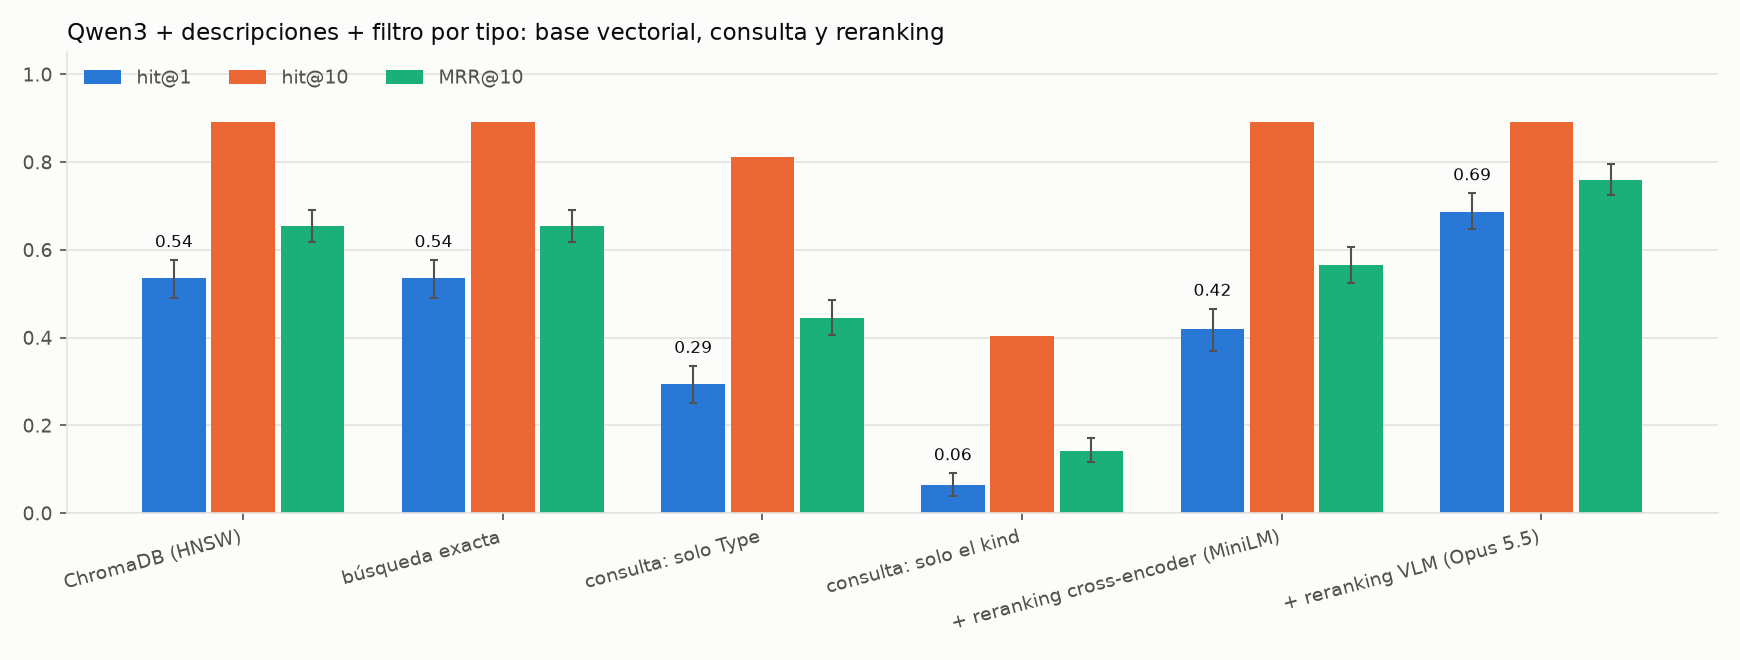 Qwen3 + descripciones + filtro por tipo: base vectorial, consulta y reranking
hit@1 hit@10 MRR@10
1.0
0.8
0.6
0.4
0.2
0.0
0.54
0.54
0.29
0.06
0.42
0.69
ChromaDB (HNSW)
búsqueda exacta
consulta: solo Type
consulta: solo el kind
+ reranking cross-encoder (MiniLM)
+ reranking VLM (Opus 5.5)